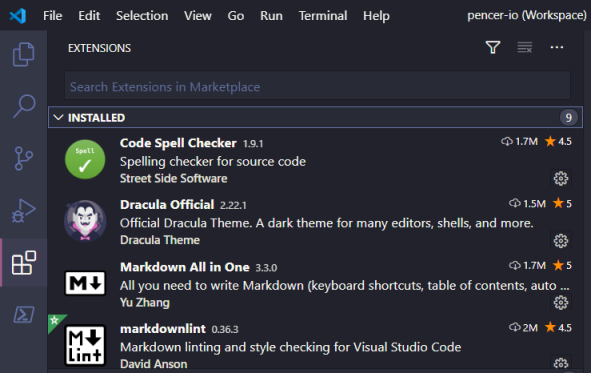 File Edit Selection View Go Run Terminal Help pencer-io (Workspace)
EXTENSIONS
Search Extensions in Marketplace
INSTALLED 9
Code Spell Checker 1.9.1 1.7M 4.5
Spell
Spelling checker for source code
Street Side Software
Dracula Official 2.22.1 1.5M 5
Official Dracula Theme. A dark theme for many editors, shells, and more.
Dracula Theme
Markdown All in One 3.3.0 1.7M 5
M
All you need to write Markdown (keyboard shortcuts, table of contents, auto ...
Yu Zhang
markdownlint 0.36.3 2M 4.5
M
Lint
Markdown linting and style checking for Visual Studio Code
David Anson